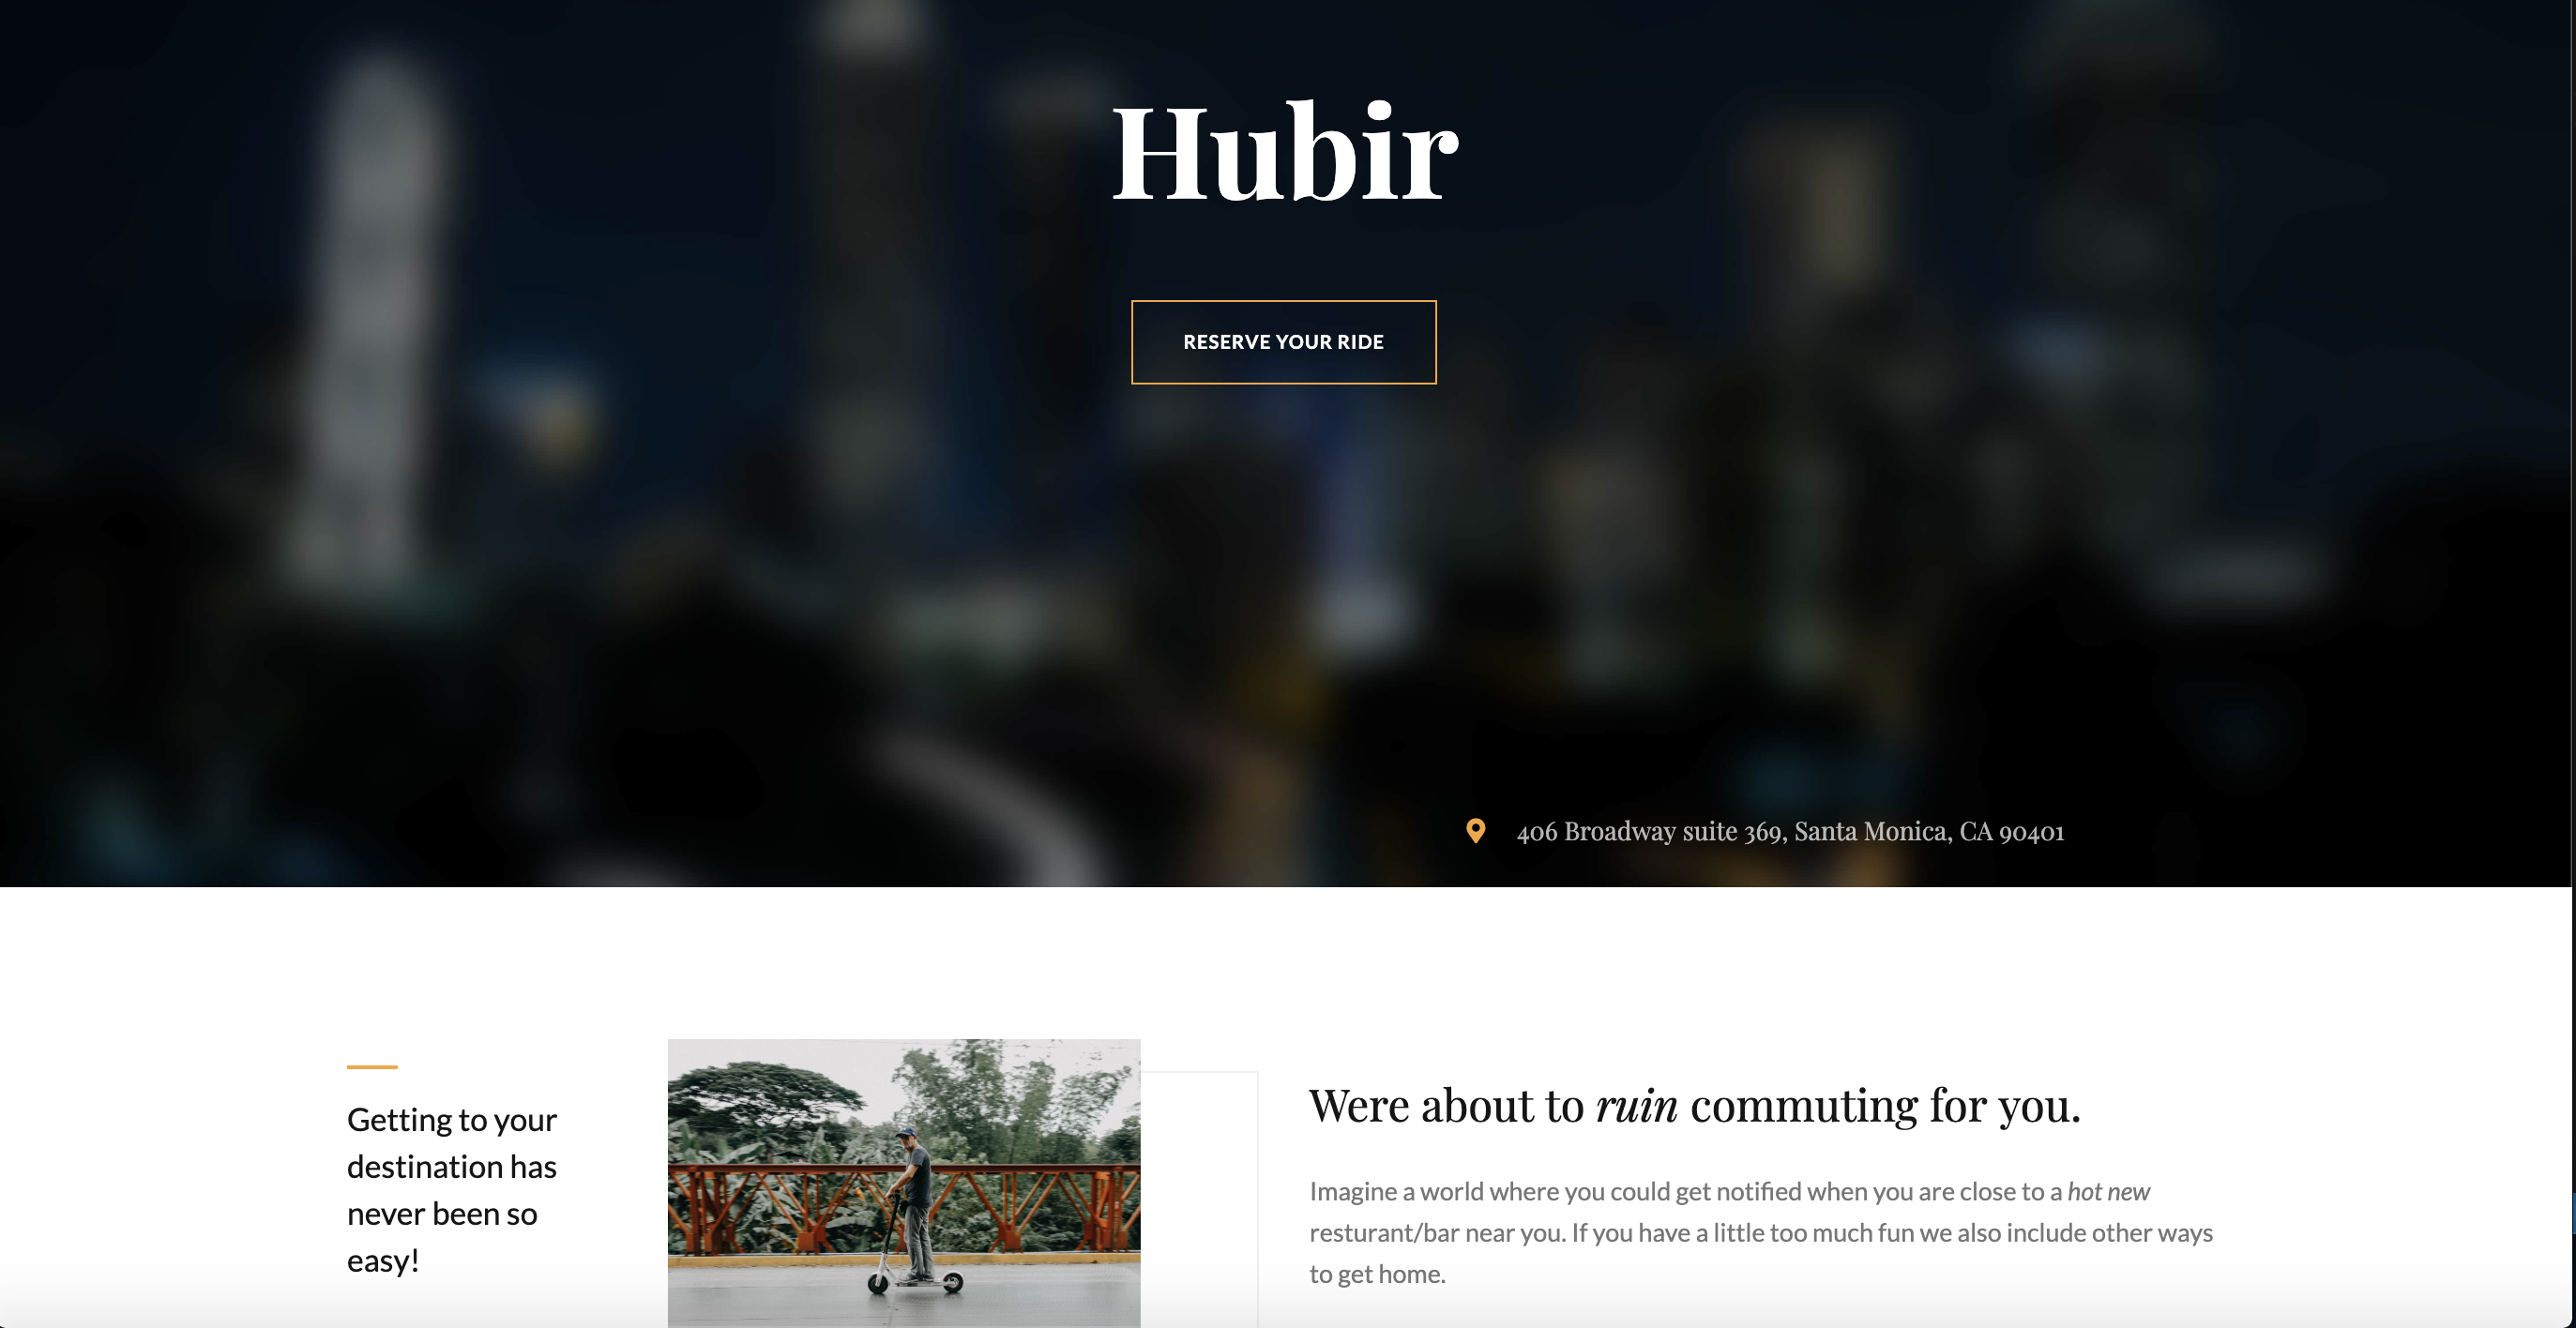 Hubir
RESERVE YOUR RIDE
406 Broadway suite 369, Santa Monica, CA 90401
Getting to your
destination has
never been so
easy!
Were about to ruin commuting for you.
Imagine a world where you could get notified when you are close to a hot new
resturant/bar near you. If you have a little too much fun we also include other ways
to get home.